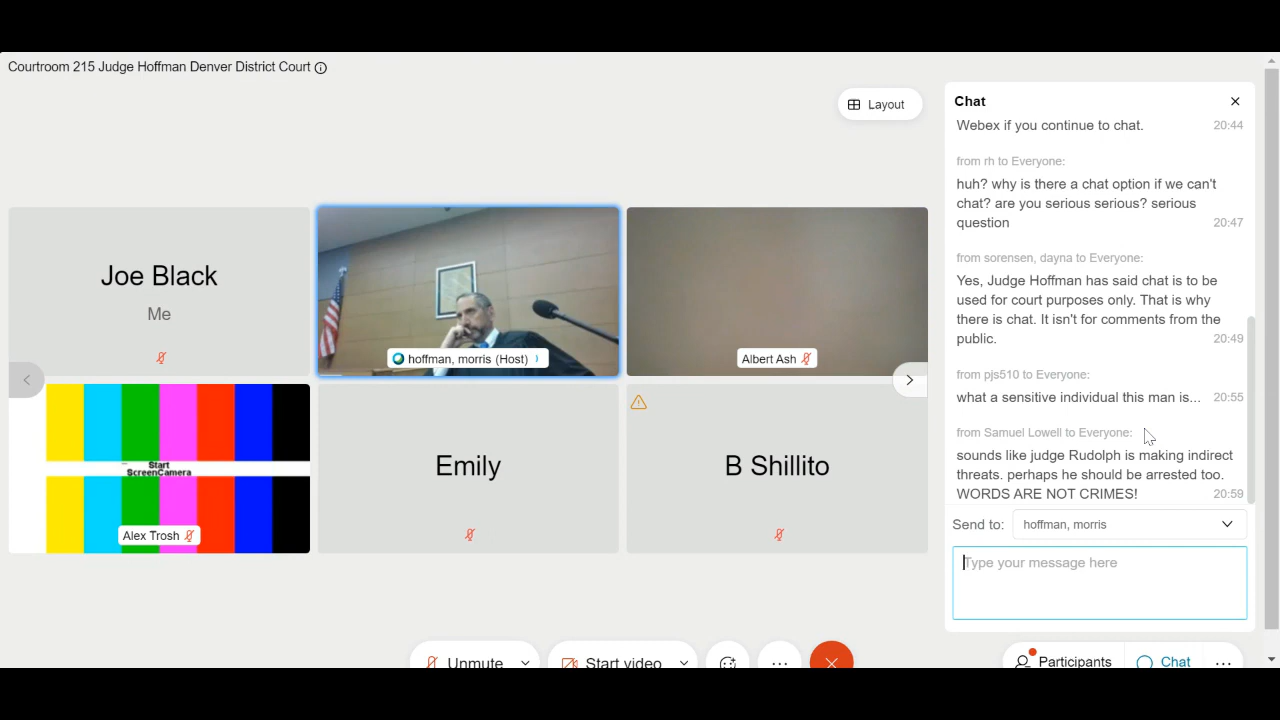 Courtroom 215 Judge Hoffman Denver District Court
Layout
Joe Black
Me
hoffman, morris (Host)
Albert Ash
Start
ScreenCamera
Alex Trosh
Emily
B Shillito
Unmute
Start video
Chat
Webex if you continue to chat. 20:44
from rh to Everyone:
huh? why is there a chat option if we can't
chat? are you serious serious? serious
question 20:47
from sorensen, dayna to Everyone:
Yes, Judge Hoffman has said chat is to be
used for court purposes only. That is why
there is chat. It isn't for comments from the
public. 20:49
from pjs510 to Everyone:
what a sensitive individual this man is... 20:55
from Samuel Lowell to Everyone:
sounds like judge Rudolph is making indirect
threats. perhaps he should be arrested too.
WORDS ARE NOT CRIMES! 20:59
Send to: hoffman, morris
Type your message here
Participants
Chat